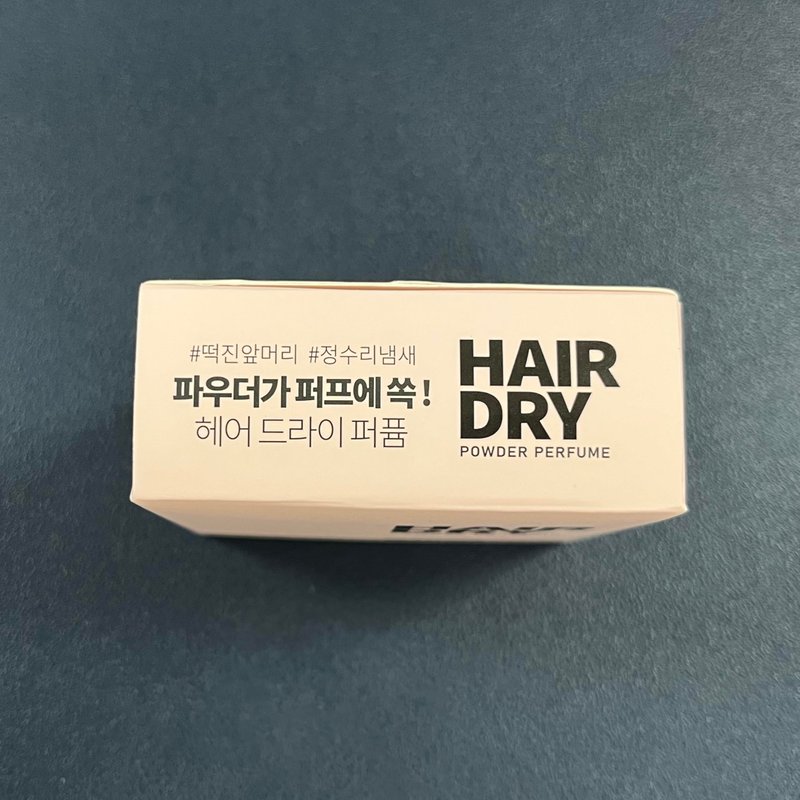 #떡진앞머리 #정수리냄새
파우더가 퍼프에 쏙!
헤어 드라이 퍼퓸
HAIR
DRY
POWDER PERFUME
HAIR